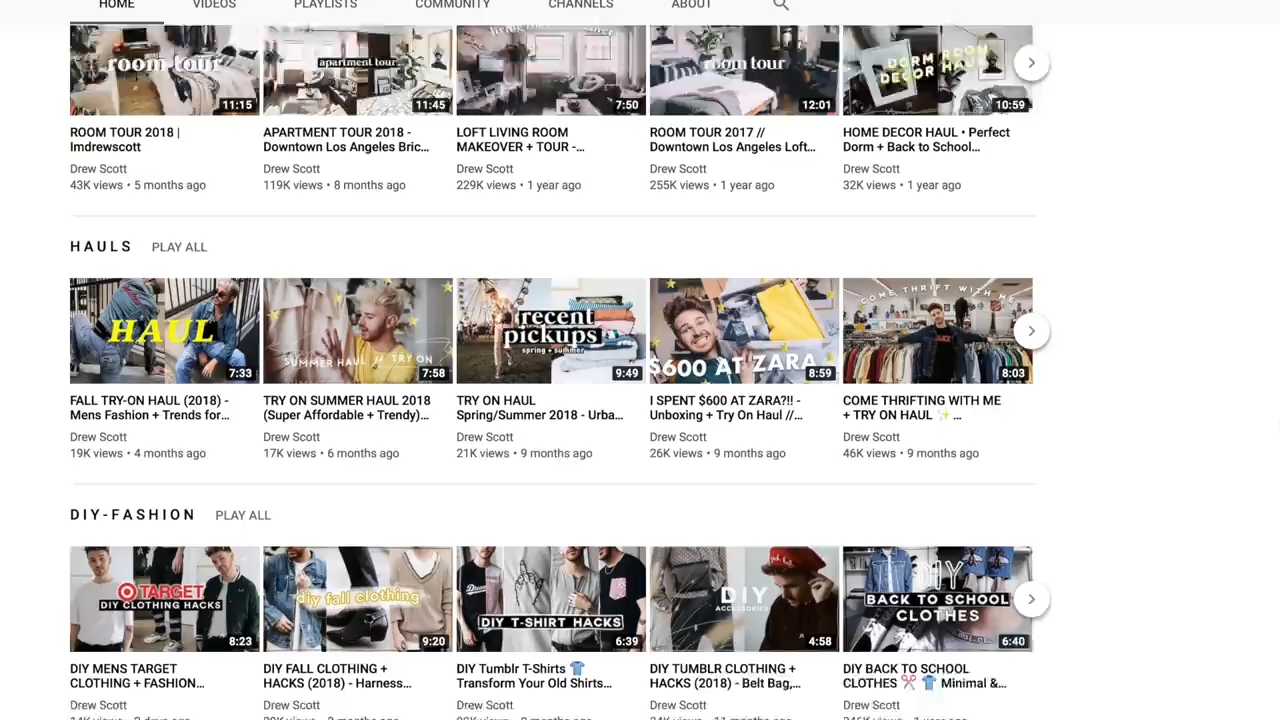 HOME VIDEOS PLAYLISTS COMMUNITY CHANNELS ABOUT
room tour
11:15
apartment tour
11:45
7:50
room tour
12:01
DORM ROOM
DECOR HAUL
10:59
ROOM TOUR 2018 |
Imdrewscott
Drew Scott
43K views • 5 months ago
APARTMENT TOUR 2018 -
Downtown Los Angeles Bric...
Drew Scott
119K views • 8 months ago
LOFT LIVING ROOM
MAKEOVER + TOUR -...
Drew Scott
229K views • 1 year ago
ROOM TOUR 2017 //
Downtown Los Angeles Loft...
Drew Scott
255K views • 1 year ago
HOME DECOR HAUL • Perfect
Dorm + Back to School...
Drew Scott
32K views • 1 year ago
HAULS PLAY ALL
HAUL
7:33
SUMMER HAUL // TRY ON
7:58
recent
pickups
spring + summer
9:49
$600 AT ZARA
8:59
COME THRIFT WITH ME
8:03
FALL TRY-ON HAUL (2018) -
Mens Fashion + Trends for...
Drew Scott
19K views • 4 months ago
TRY ON SUMMER HAUL 2018
(Super Affordable + Trendy)...
Drew Scott
17K views • 6 months ago
TRY ON HAUL
Spring/Summer 2018 - Urba...
Drew Scott
21K views • 9 months ago
I SPENT $600 AT ZARA?!! -
Unboxing + Try On Haul //...
Drew Scott
26K views • 9 months ago
COME THRIFTING WITH ME
+ TRY ON HAUL ✨ ...
Drew Scott
46K views • 9 months ago
DIY-FASHION PLAY ALL
TARGET
DIY CLOTHING HACKS
8:23
diy fall clothing
9:20
DIY T-SHIRT HACKS
6:39
DIY
ACCESSORIES
4:58
DIY
BACK TO SCHOOL
CLOTHES
6:40
DIY MENS TARGET
CLOTHING + FASHION...
Drew Scott
DIY FALL CLOTHING +
HACKS (2018) - Harness...
Drew Scott
DIY Tumblr T-Shirts 👕
Transform Your Old Shirts...
Drew Scott
DIY TUMBLR CLOTHING +
HACKS (2018) - Belt Bag,...
Drew Scott
DIY BACK TO SCHOOL
CLOTHES ✂️ 👕 Minimal &...
Drew Scott